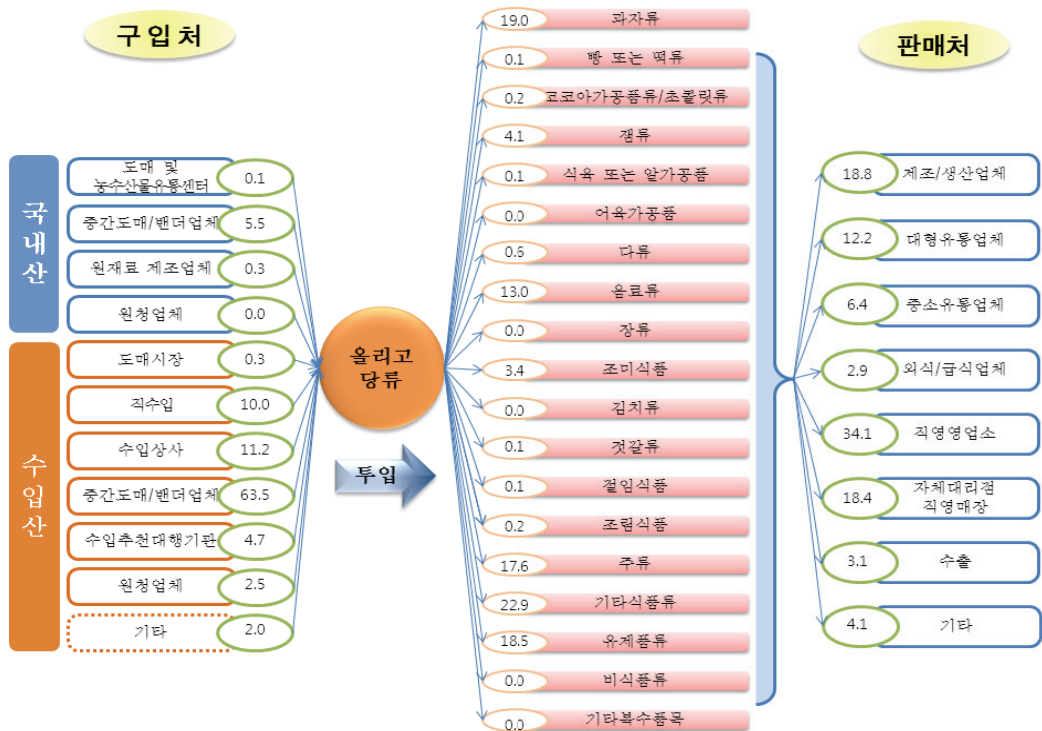 구입처
국내산
도매 및
농수산물유통센터
0.1
중간도매/밴더업체
5.5
원재료 제조업체
0.3
원청업체
0.0
수입산
도매시장
0.3
직수입
10.0
수입상사
11.2
중간도매/밴더업체
63.5
수입추천대행기관
4.7
원청업체
2.5
기타
2.0
올리고
당류
투입
19.0
과자류
0.1
빵 또는 떡류
0.2
코코아가공품류/초콜릿류
4.1
잼류
0.1
식육 또는 알가공품
0.0
어육가공품
0.6
다류
13.0
음료류
0.0
장류
3.4
조미식품
0.0
김치류
0.1
젓갈류
0.1
절임식품
0.2
조림식품
17.6
주류
22.9
기타식품류
18.5
유제품류
0.0
비식품류
0.0
기타복수품목
판매처
18.8
제조/생산업체
12.2
대형유통업체
6.4
중소유통업체
2.9
외식/급식업체
34.1
직영영업소
18.4
자체대리점
직영매장
3.1
수출
4.1
기타